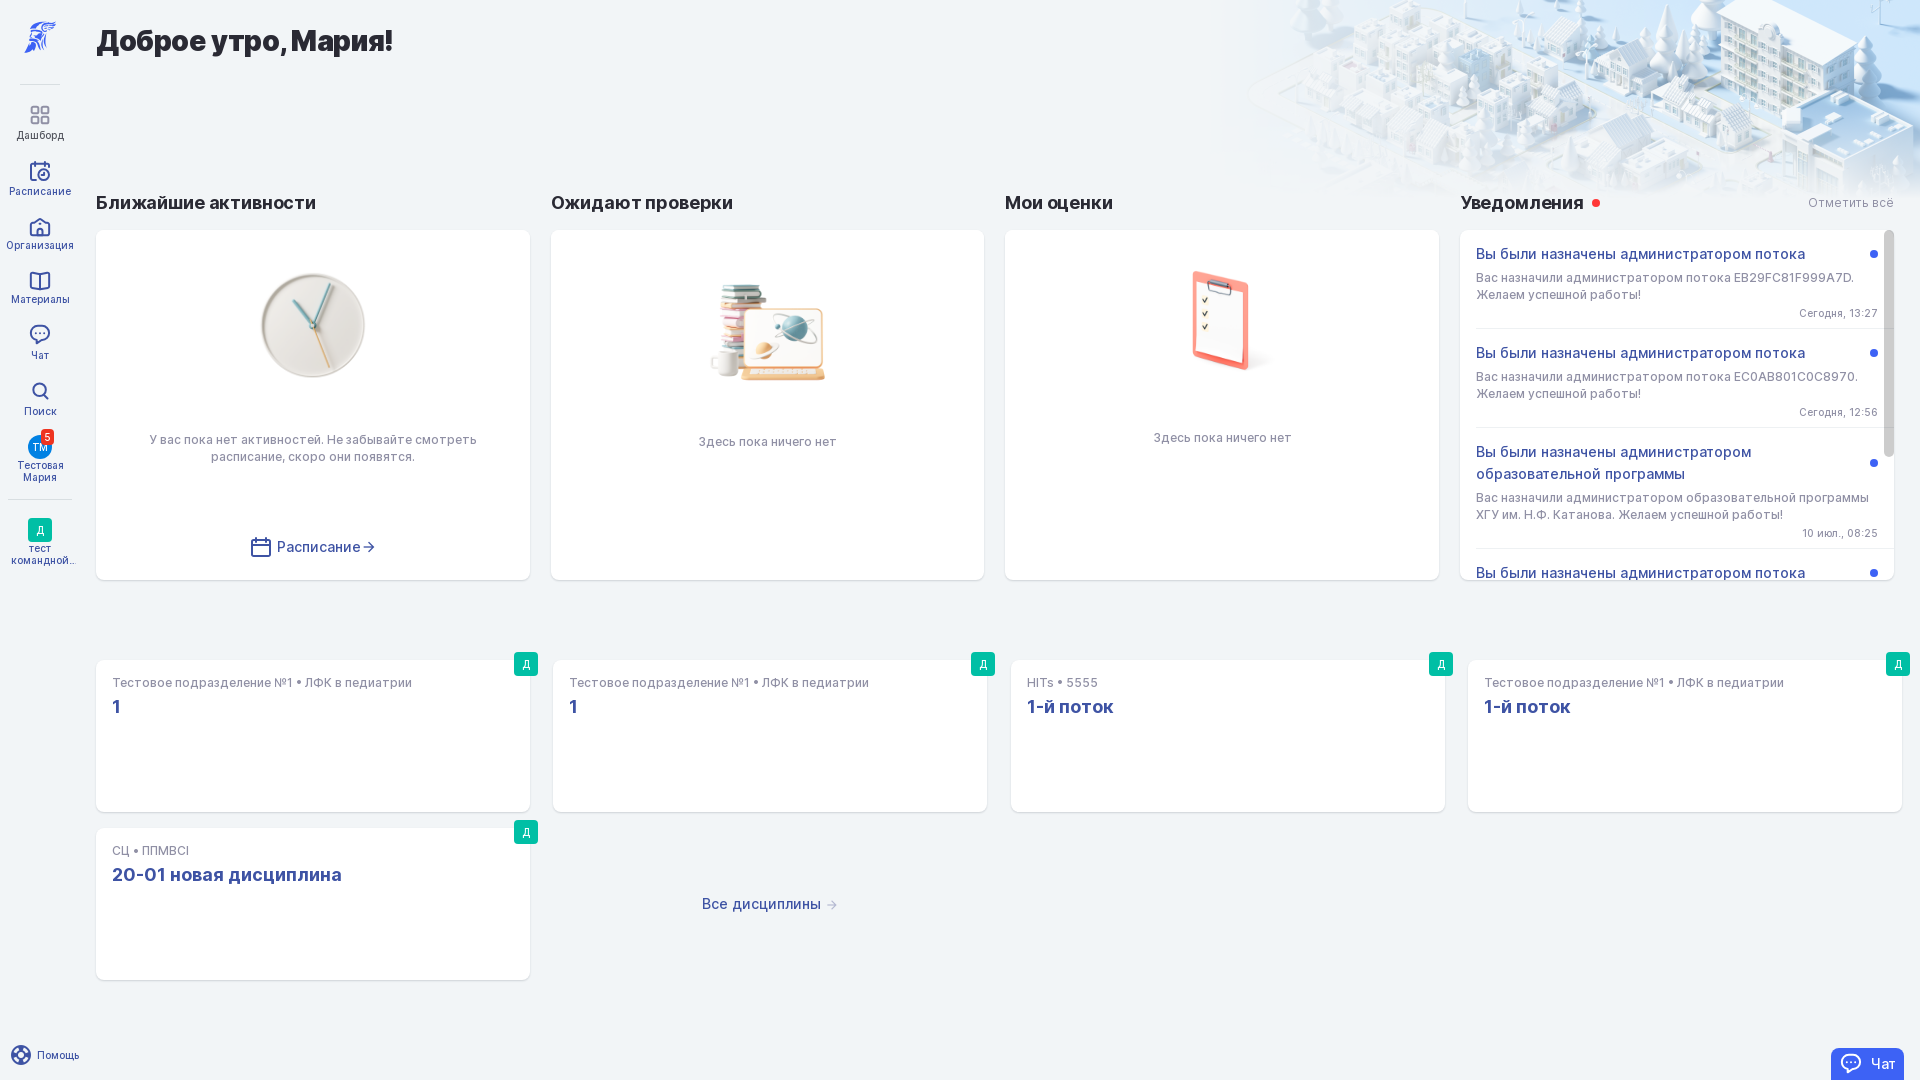 Доброе утро, Мария!
Дашборд
Расписание
Организация
Материалы
Чат
Поиск
ТМ
5
Тестовая
Мария
Д
тест
командной...
Помощь
Ближайшие активности
У вас пока нет активностей. Не забывайте смотреть
расписание, скоро они появятся.
Расписание
Ожидают проверки
Здесь пока ничего нет
Мои оценки
Здесь пока ничего нет
Уведомления
Отметить всё
Вы были назначены администратором потока
Вас назначили администратором потока EB29FC81F999A7D.
Желаем успешной работы!
Сегодня, 13:27
Вы были назначены администратором потока
Вас назначили администратором потока EC0AB801C0C8970.
Желаем успешной работы!
Сегодня, 12:56
Вы были назначены администратором
образовательной программы
Вас назначили администратором образовательной программы
ХГУ им. Н.Ф. Катанова. Желаем успешной работы!
10 июл., 08:25
Вы были назначены администратором потока
Д
Тестовое подразделение №1 • ЛФК в педиатрии
1
Д
Тестовое подразделение №1 • ЛФК в педиатрии
1
Д
HITs • 5555
1-й поток
Д
Тестовое подразделение №1 • ЛФК в педиатрии
1-й поток
Д
СЦ • ППМВСІ
20-01 новая дисциплина
Все дисциплины
Чат